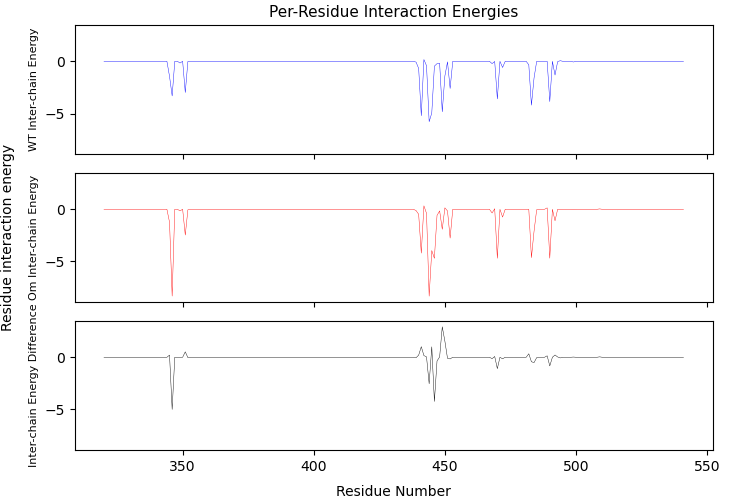 Per-Residue Interaction Energies
Residue interaction energy
WT Inter-chain Energy
0
−5
Om Inter-chain Energy
0
−5
Inter-chain Energy Difference
0
−5
350
400
450
500
550
Residue Number